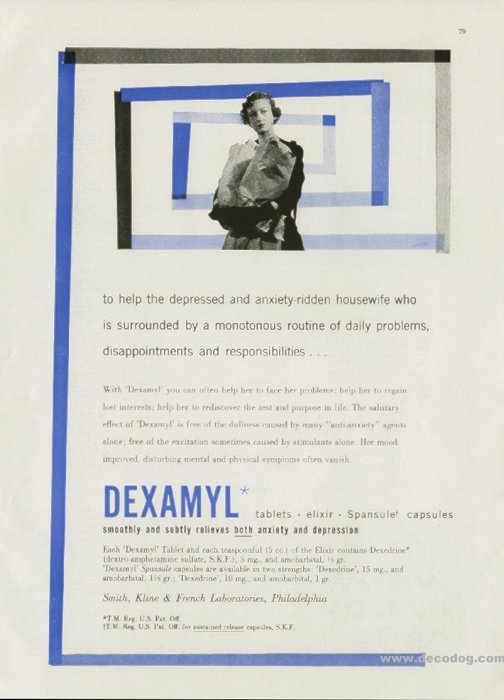 79
to help the depressed and anxiety-ridden housewife who
is surrounded by a monotonous routine of daily problems,
disappointments and responsibilities . . .
With 'Dexamyl' you can often help her to face her problems; help her to regain
lost interests; help her to rediscover the zest and purpose in life. The salutary
effect of 'Dexamyl' is free of the dullness caused by many "anti-anxiety" agents
alone; free of the excitation sometimes caused by stimulants alone. Her mood
improved, disturbing mental and physical symptoms often vanish.
DEXAMYL* tablets · elixir · Spansule† capsules
smoothly and subtly relieves both anxiety and depression
Each 'Dexamyl' Tablet and each teaspoonful (5 cc.) of the Elixir contains Dexedrine*
(dextro-amphetamine sulfate, S.K.F.), 5 mg., and amobarbital, ½ gr.
'Dexamyl' Spansule capsules are available in two strengths: 'Dexedrine', 15 mg., and
amobarbital, 1½ gr.; 'Dexedrine', 10 mg., and amobarbital, 1 gr.
Smith, Kline & French Laboratories, Philadelphia
*T.M. Reg. U.S. Pat. Off.
†T.M. Reg. U.S. Pat. Off. for sustained release capsules, S.K.F.
www.decodog.com